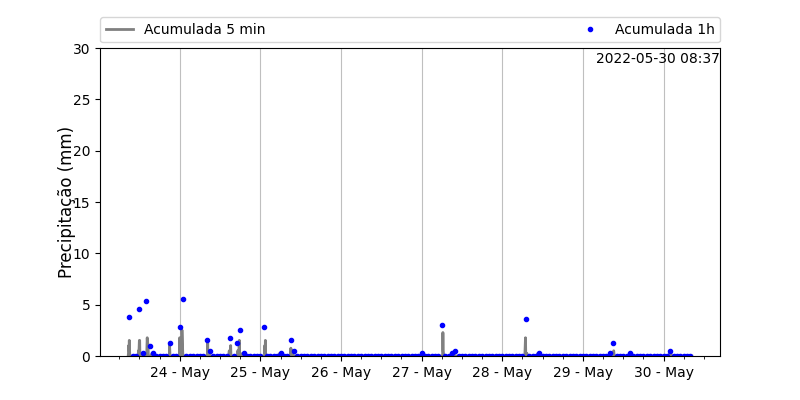 Acumulada 5 min
Acumulada 1h
2022-05-30 08:37
Precipitação (mm)
30
25
20
15
10
5
0
24 - May
25 - May
26 - May
27 - May
28 - May
29 - May
30 - May